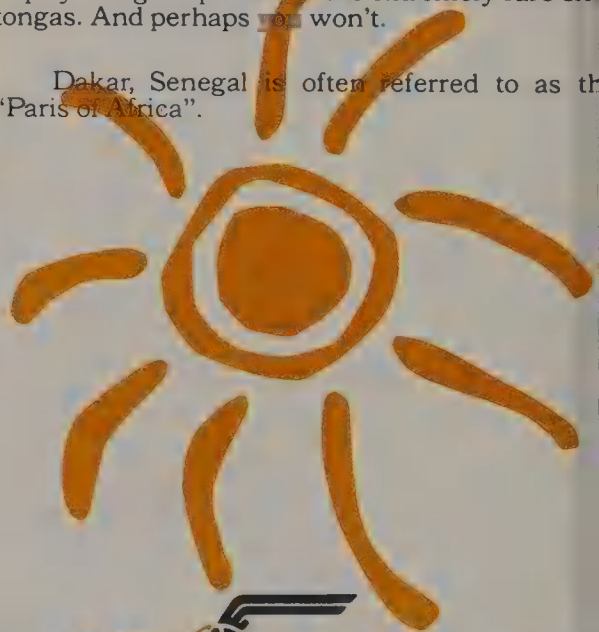 tongas. And perhaps you won't.
Dakar, Senegal is often referred to as th
"Paris of Africa".